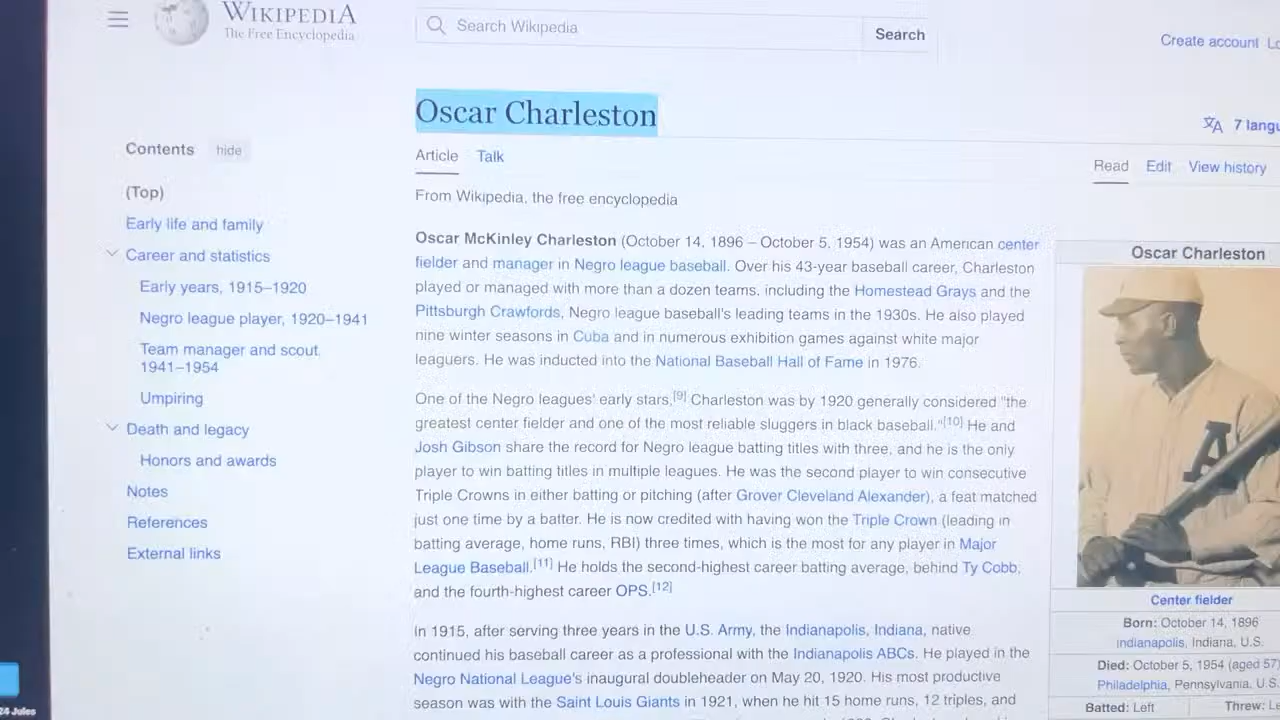 WIKIPEDIA
The Free Encyclopedia
Search Wikipedia
Search
Create account
Oscar Charleston
7
Contents hide
Article Talk
Read Edit View history
(Top)
From Wikipedia, the free encyclopedia
Early life and family
Career and statistics
Early years, 1915–1920
Negro league player, 1920–1941
Team manager and scout,
1941–1954
Umpiring
Death and legacy
Honors and awards
Notes
References
External links
Oscar McKinley Charleston (October 14, 1896 – October 5, 1954) was an American center
fielder and manager in Negro league baseball. Over his 43-year baseball career, Charleston
played or managed with more than a dozen teams, including the Homestead Grays and the
Pittsburgh Crawfords, Negro league baseball's leading teams in the 1930s. He also played
nine winter seasons in Cuba and in numerous exhibition games against white major
leaguers. He was inducted into the National Baseball Hall of Fame in 1976.
One of the Negro leagues' early stars,[9] Charleston was by 1920 generally considered "the
greatest center fielder and one of the most reliable sluggers in black baseball."[10] He and
Josh Gibson share the record for Negro league batting titles with three, and he is the only
player to win batting titles in multiple leagues. He was the second player to win consecutive
Triple Crowns in either batting or pitching (after Grover Cleveland Alexander), a feat matched
just one time by a batter. He is now credited with having won the Triple Crown (leading in
batting average, home runs, RBI) three times, which is the most for any player in Major
League Baseball.[11] He holds the second-highest career batting average, behind Ty Cobb,
and the fourth-highest career OPS.[12]
In 1915, after serving three years in the U.S. Army, the Indianapolis, Indiana, native
continued his baseball career as a professional with the Indianapolis ABCs. He played in the
Negro National League's inaugural doubleheader on May 20, 1920. His most productive
season was with the Saint Louis Giants in 1921, when he hit 15 home runs, 12 triples, and
Oscar Charleston
A
Center fielder
Born: October 14, 1896
Indianapolis, Indiana, U.S.
Died: October 5, 1954 (aged 57)
Philadelphia, Pennsylvania, U.S.
Batted: Left Threw:
24 Jules